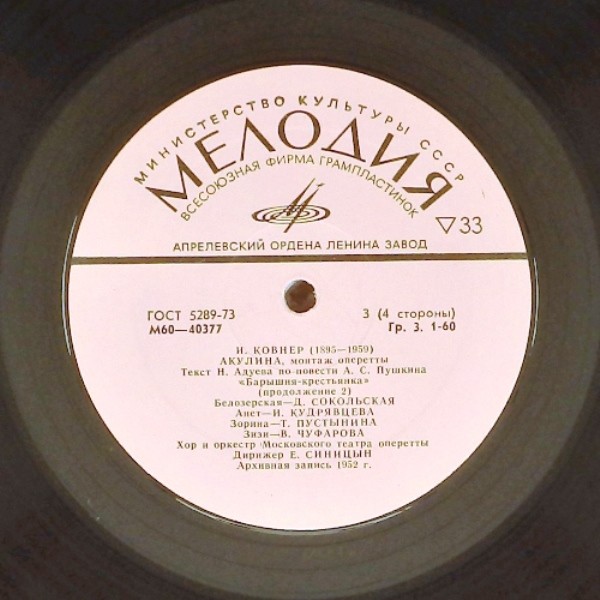 МИНИСТЕРСТВО КУЛЬТУРЫ СССР
МЕЛОДИЯ
ВСЕСОЮЗНАЯ ФИРМА ГРАМПЛАСТИНОК
▽33
АПРЕЛЕВСКИЙ ОРДЕНА ЛЕНИНА ЗАВОД
ГОСТ 5289-73
3 (4 стороны)
М60—40377
Гр. 3. 1-60
И. КОВНЕР (1895—1959)
АКУЛИНА, монтаж оперетты
Текст Н. Адуева по повести А. С. Пушкина
«Барышня-крестьянка»
(продолжение 2)
Белозерская—Д. СОКОЛЬСКАЯ
Анет—И. КУДРЯВЦЕВА
Зорина—Т. ПУСТЫНИНА
Зизи—В. ЧУФАРОВА
Хор и оркестр Московского театра оперетты
Дирижер Е. СИНИЦЫН
Архивная запись 1952 г.